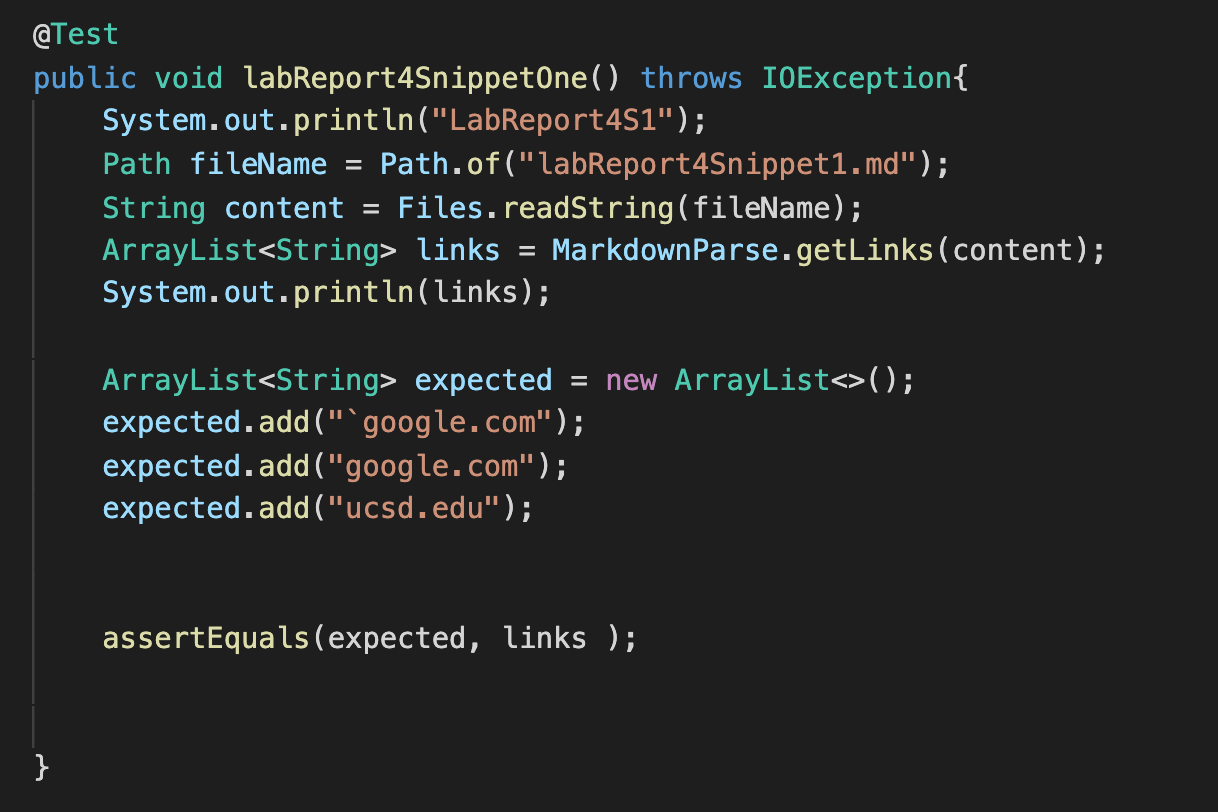 @Test
public void labReport4SnippetOne() throws IOException{
    System.out.println("LabReport4S1");
    Path fileName = Path.of("labReport4Snippet1.md");
    String content = Files.readString(fileName);
    ArrayList<String> links = MarkdownParse.getLinks(content);
    System.out.println(links);
    ArrayList<String> expected = new ArrayList<>();
    expected.add("`google.com");
    expected.add("google.com");
    expected.add("ucsd.edu");
    assertEquals(expected, links );
}